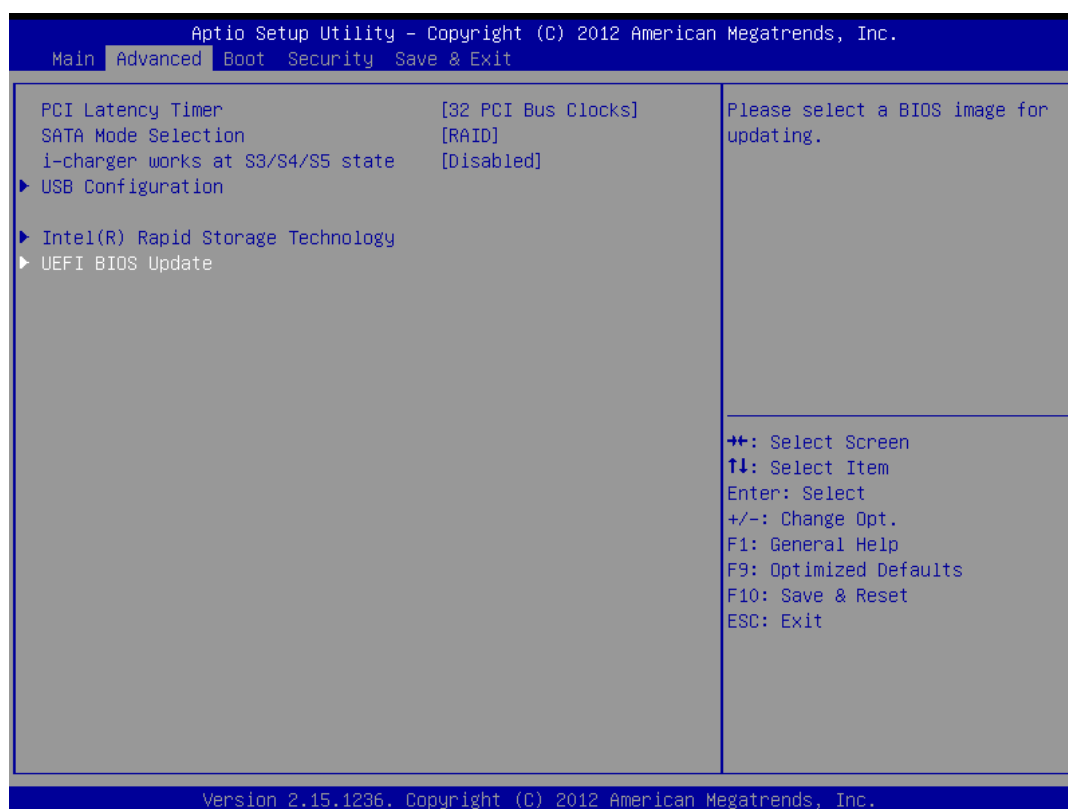 Aptio Setup Utility – Copyright (C) 2012 American Megatrends, Inc.
Main Advanced Boot Security Save & Exit
PCI Latency Timer [32 PCI Bus Clocks]
SATA Mode Selection [RAID]
i-charger works at S3/S4/S5 state [Disabled]
▶ USB Configuration
▶ Intel(R) Rapid Storage Technology
▶ UEFI BIOS Update
Please select a BIOS image for
updating.
→←: Select Screen
↑↓: Select Item
Enter: Select
+/-: Change Opt.
F1: General Help
F9: Optimized Defaults
F10: Save & Reset
ESC: Exit
Version 2.15.1236. Copyright (C) 2012 American Megatrends, Inc.